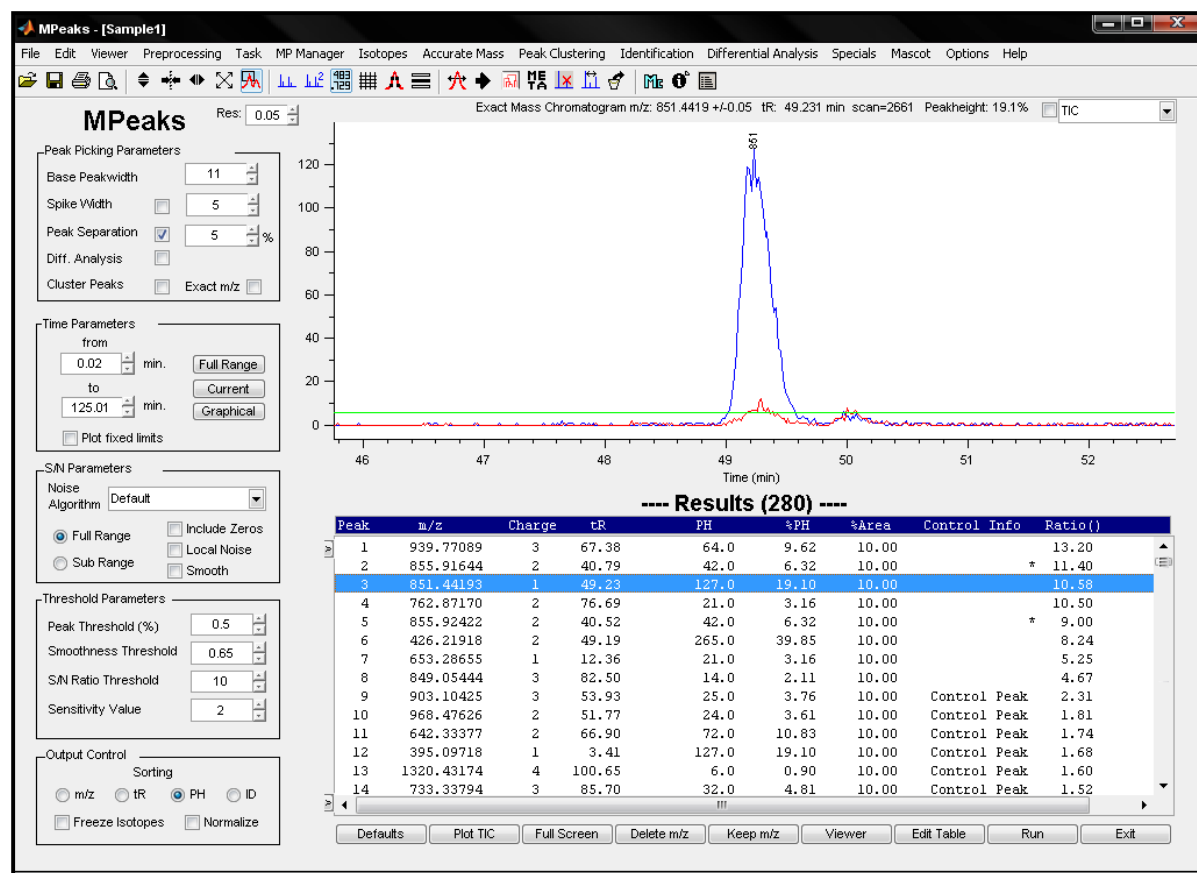 MPeaks - [Sample1]
File Edit Viewer Preprocessing Task MP Manager Isotopes Accurate Mass Peak Clustering Identification Differential Analysis Specials Mascot Options Help
MPeaks
Res: 0.05
Peak Picking Parameters
Base Peakwidth 11
Spike Width 5
Peak Separation 5 %
Diff. Analysis
Cluster Peaks Exact m/z
Time Parameters
from
0.02 min. Full Range
to Current
125.01 min. Graphical
Plot fixed limits
S/N Parameters
Noise
Algorithm Default
Full Range Include Zeros
Local Noise
Sub Range Smooth
Threshold Parameters
Peak Threshold (%) 0.5
Smoothness Threshold 0.65
S/N Ratio Threshold 10
Sensitivity Value 2
Output Control
Sorting
m/z tR PH ID
Freeze Isotopes Normalize
Exact Mass Chromatogram m/z: 851.4419 +/-0.05 tR: 49.231 min scan=2661 Peakheight: 19.1% TIC
851
120
100
80
60
40
20
0
46 47 48 49 50 51 52
Time (min)
---- Results (280) ----
Peak m/z Charge tR PH %PH %Area Control Info Ratio()
1 939.77089 3 67.38 64.0 9.62 10.00 13.20
2 855.91644 2 40.79 42.0 6.32 10.00 * 11.40
3 851.44193 1 49.23 127.0 19.10 10.00 10.58
4 762.87170 2 76.69 21.0 3.16 10.00 10.50
5 855.92422 2 40.52 42.0 6.32 10.00 * 9.00
6 426.21918 2 49.19 265.0 39.85 10.00 8.24
7 653.28655 1 12.36 21.0 3.16 10.00 5.25
8 849.05444 3 82.50 14.0 2.11 10.00 4.67
9 903.10425 3 53.93 25.0 3.76 10.00 Control Peak 2.31
10 968.47626 2 51.77 24.0 3.61 10.00 Control Peak 1.81
11 642.33377 2 66.90 72.0 10.83 10.00 Control Peak 1.74
12 395.09718 1 3.41 127.0 19.10 10.00 Control Peak 1.68
13 1320.43174 4 100.65 6.0 0.90 10.00 Control Peak 1.60
14 733.33794 3 85.70 32.0 4.81 10.00 Control Peak 1.52
Defaults Plot TIC Full Screen Delete m/z Keep m/z Viewer Edit Table Run Exit